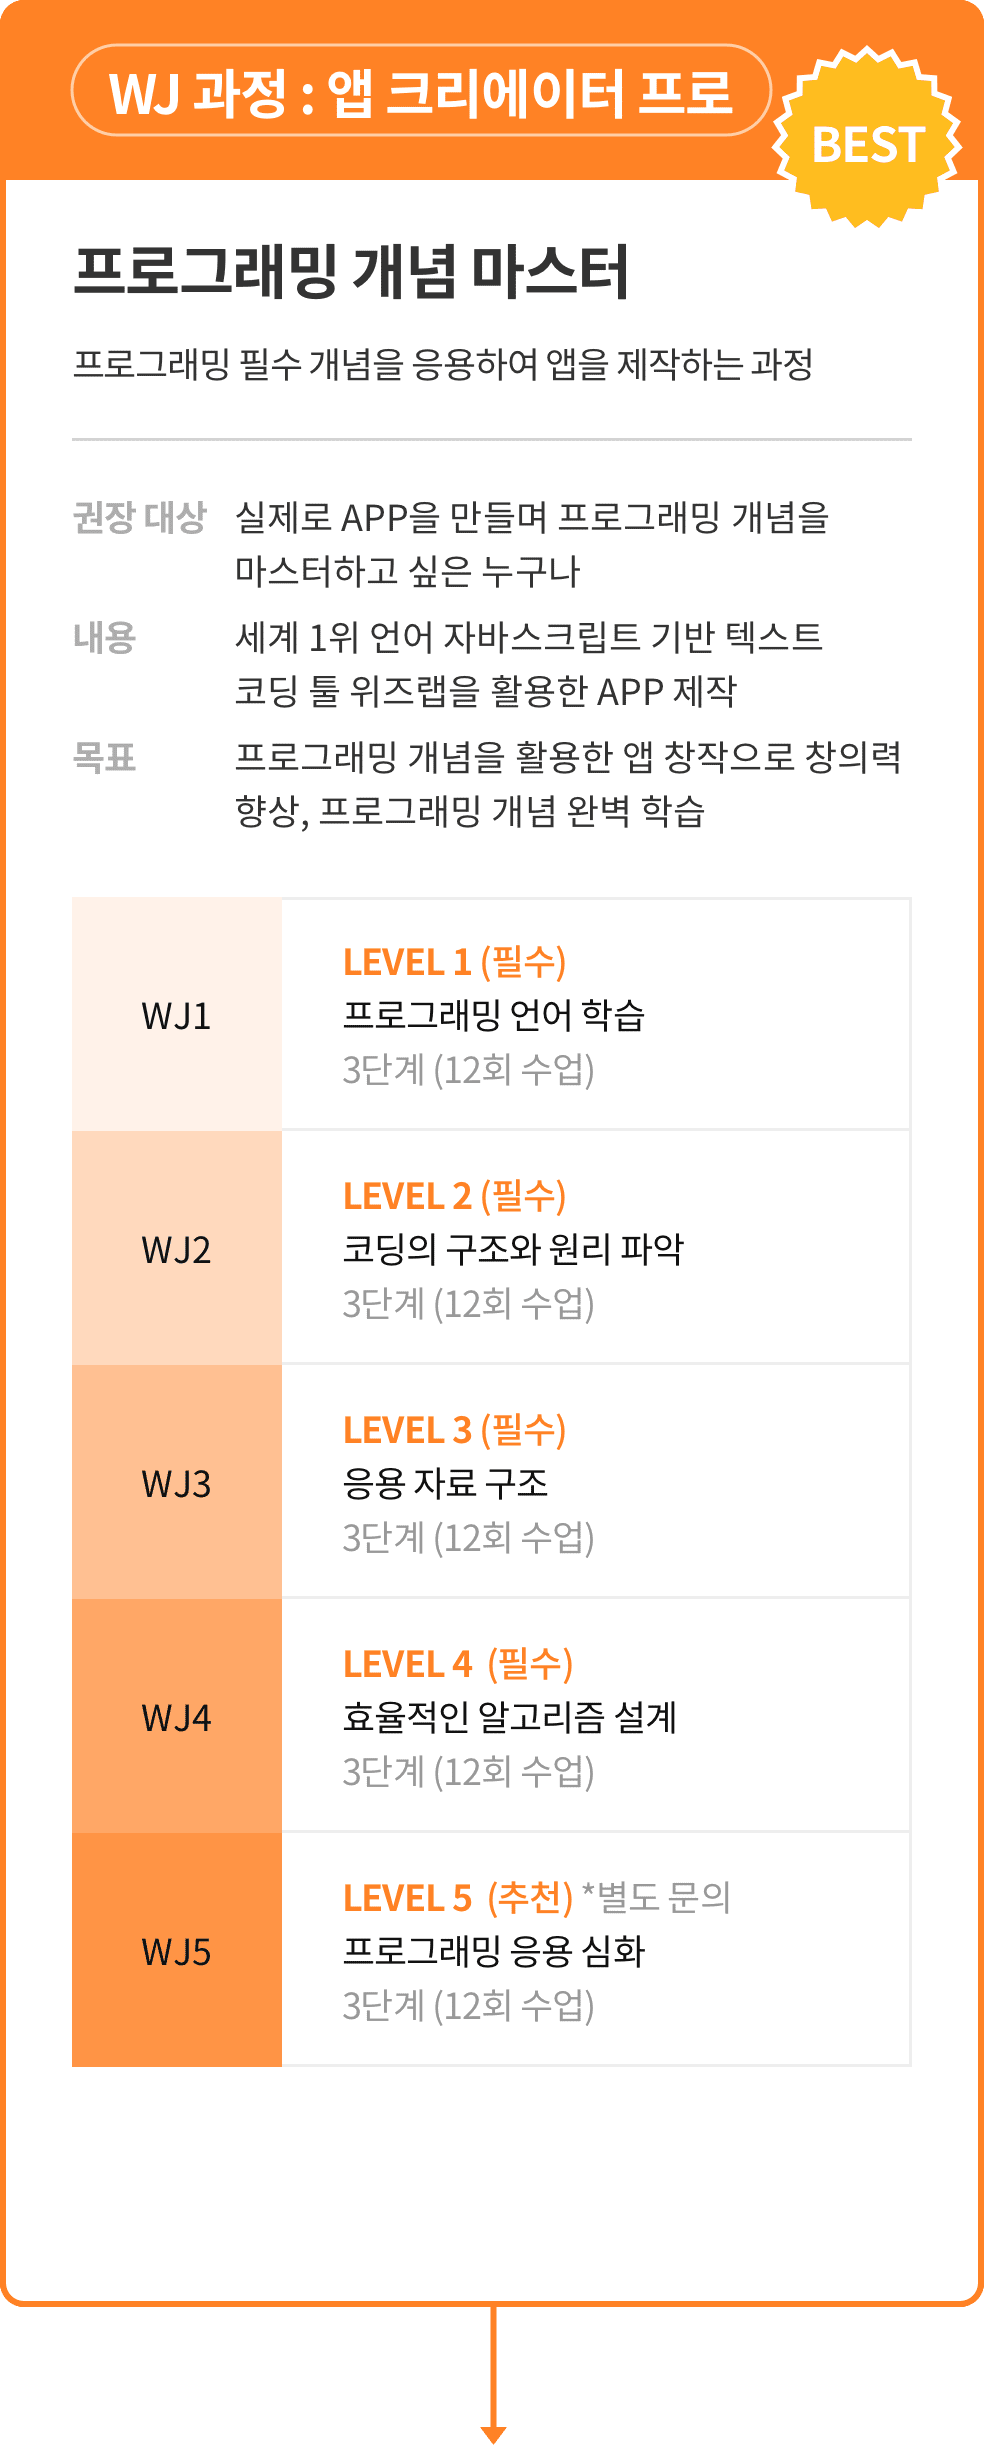 WJ 과정 : 앱 크리에이터 프로
BEST
프로그래밍 개념 마스터
프로그래밍 필수 개념을 응용하여 앱을 제작하는 과정
권장 대상 실제로 APP을 만들며 프로그래밍 개념을
마스터하고 싶은 누구나
내용 세계 1위 언어 자바스크립트 기반 텍스트
코딩 툴 위즈랩을 활용한 APP 제작
목표 프로그래밍 개념을 활용한 앱 창작으로 창의력
향상, 프로그래밍 개념 완벽 학습
WJ1
LEVEL 1 (필수)
프로그래밍 언어 학습
3단계 (12회 수업)
WJ2
LEVEL 2 (필수)
코딩의 구조와 원리 파악
3단계 (12회 수업)
WJ3
LEVEL 3 (필수)
응용 자료 구조
3단계 (12회 수업)
WJ4
LEVEL 4 (필수)
효율적인 알고리즘 설계
3단계 (12회 수업)
WJ5
LEVEL 5 (추천) *별도 문의
프로그래밍 응용 심화
3단계 (12회 수업)